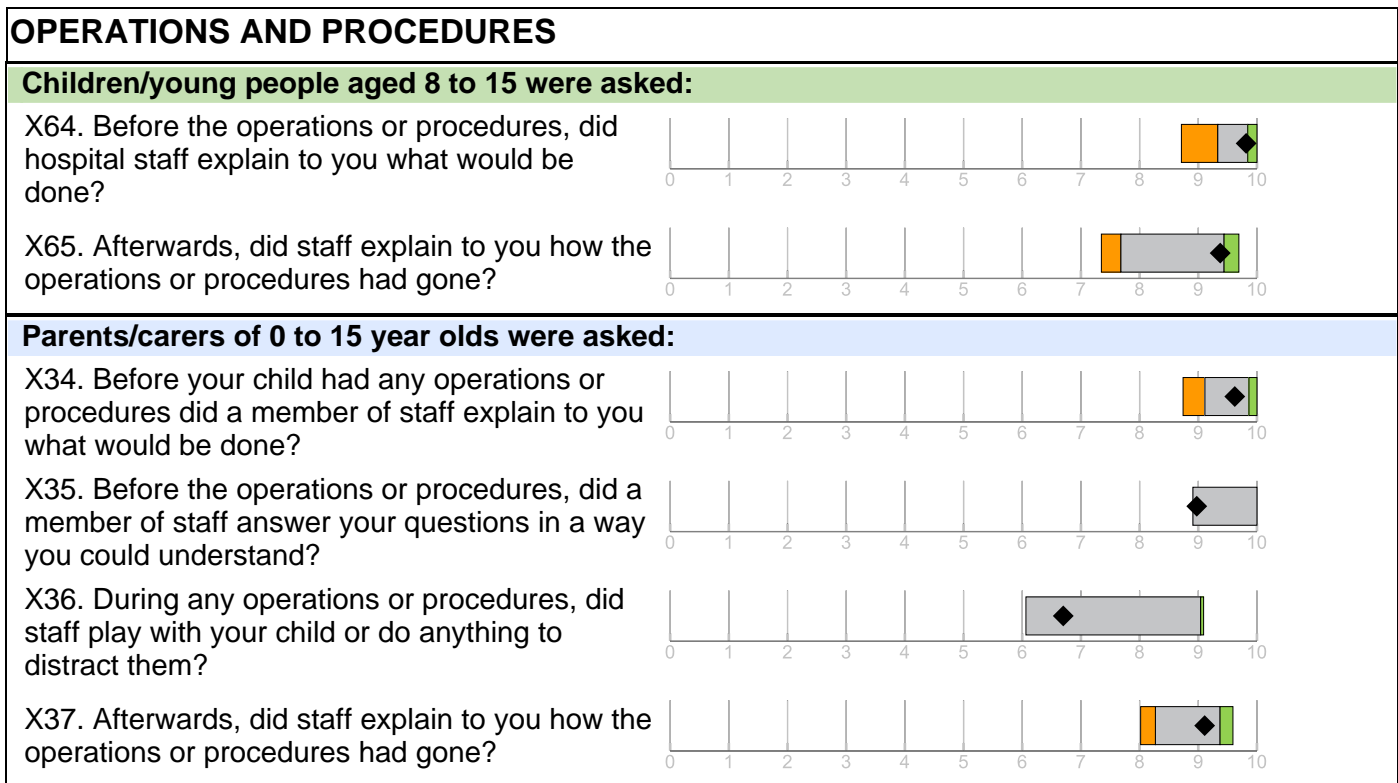 OPERATIONS AND PROCEDURES
Children/young people aged 8 to 15 were asked:
X64. Before the operations or procedures, did
hospital staff explain to you what would be
done?
0 1 2 3 4 5 6 7 8 9 10
X65. Afterwards, did staff explain to you how the
operations or procedures had gone?
0 1 2 3 4 5 6 7 8 9 10
Parents/carers of 0 to 15 year olds were asked:
X34. Before your child had any operations or
procedures did a member of staff explain to you
what would be done?
0 1 2 3 4 5 6 7 8 9 10
X35. Before the operations or procedures, did a
member of staff answer your questions in a way
you could understand?
0 1 2 3 4 5 6 7 8 9 10
X36. During any operations or procedures, did
staff play with your child or do anything to
distract them?
0 1 2 3 4 5 6 7 8 9 10
X37. Afterwards, did staff explain to you how the
operations or procedures had gone?
0 1 2 3 4 5 6 7 8 9 10